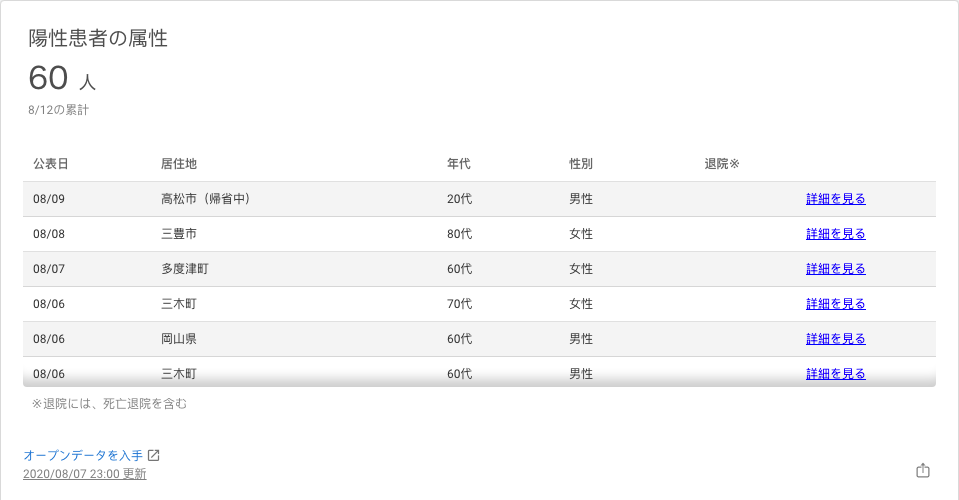 陽性患者の属性
60 人
8/12の累計
公表日 居住地 年代 性別 退院※
08/09 高松市（帰省中） 20代 男性 詳細を見る
08/08 三豊市 80代 女性 詳細を見る
08/07 多度津町 60代 女性 詳細を見る
08/06 三木町 70代 女性 詳細を見る
08/06 岡山県 60代 男性 詳細を見る
08/06 三木町 60代 男性 詳細を見る
※退院には、死亡退院を含む
オープンデータを入手
2020/08/07 23:00 更新